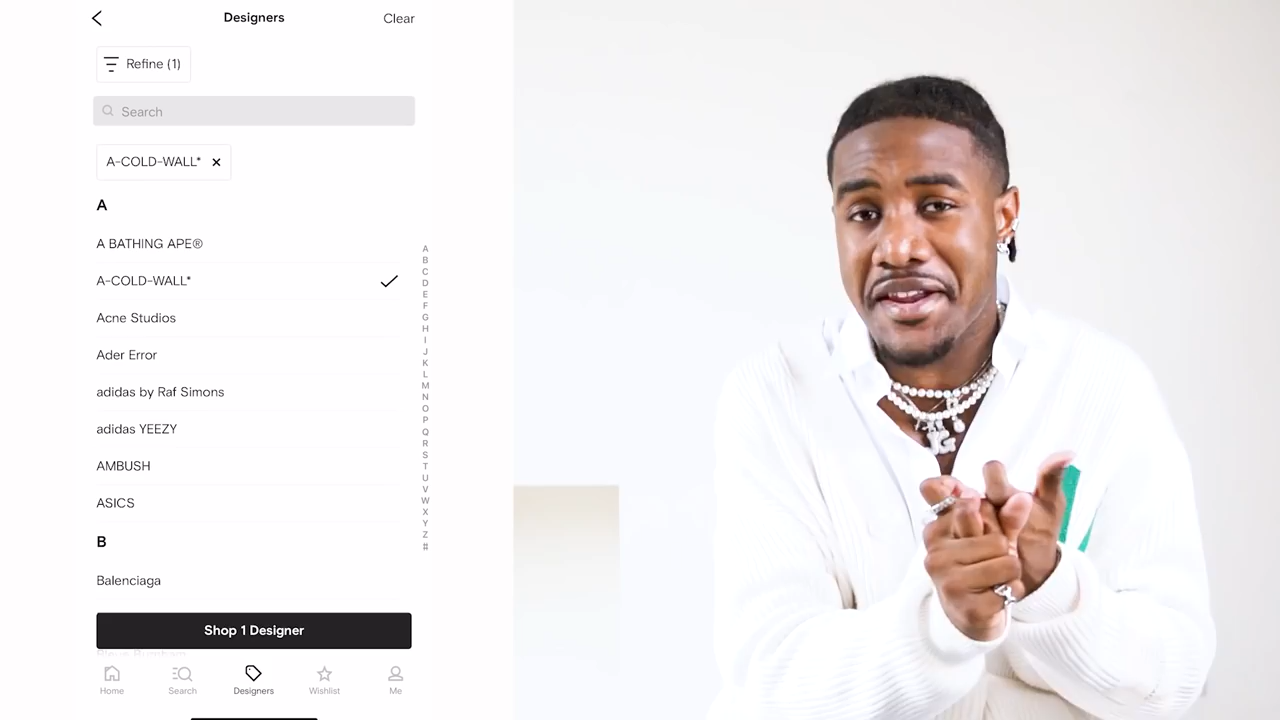 Designers
Clear
Refine (1)
Search
A-COLD-WALL*
A
A BATHING APE®
A-COLD-WALL*
Acne Studios
Ader Error
adidas by Raf Simons
adidas YEEZY
AMBUSH
ASICS
B
Balenciaga
Shop 1 Designer
Home
Search
Designers
Wishlist
Me
A
B
C
D
E
F
G
H
I
J
K
L
M
N
O
P
Q
R
S
T
U
V
W
X
Y
Z
#